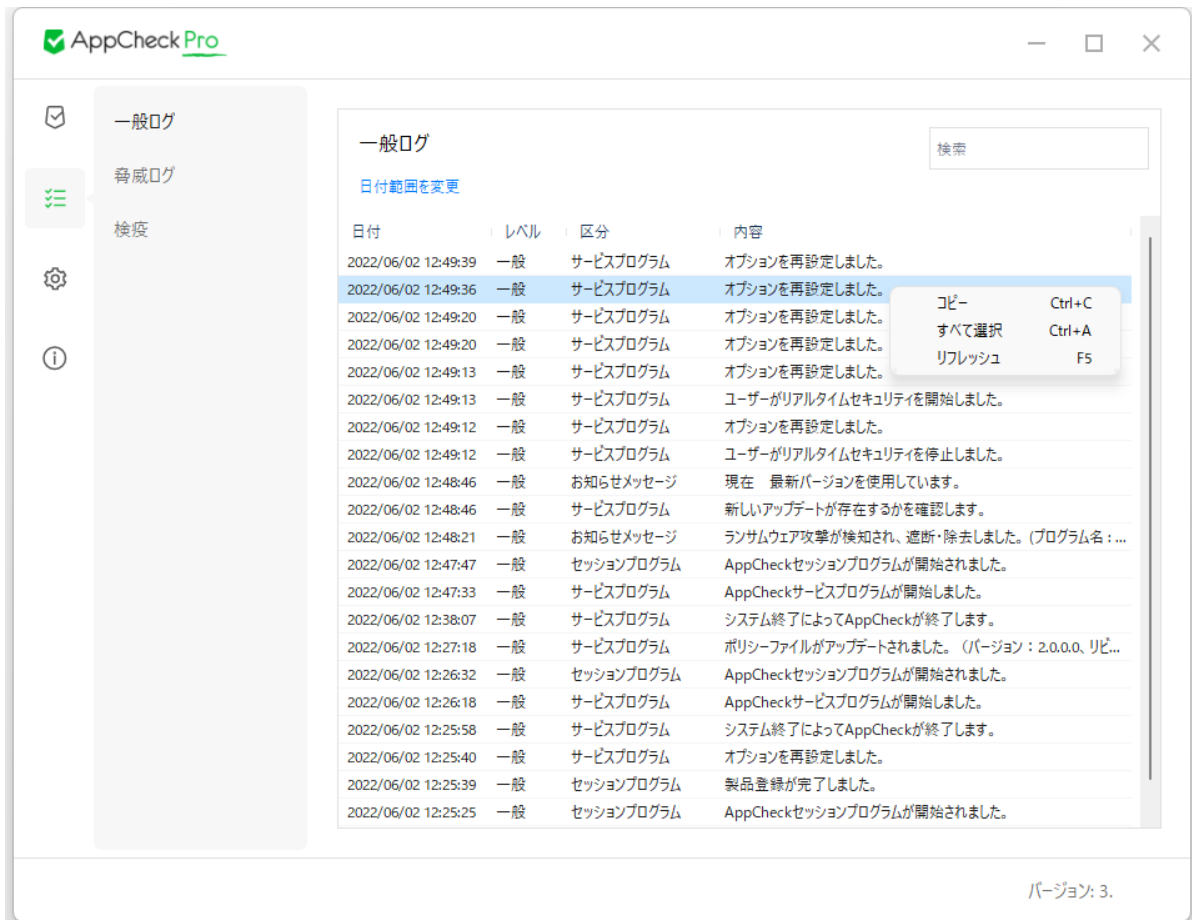 AppCheck Pro
一般ログ
脅威ログ
検疫
一般ログ
検索
日付範囲を変更
日付 レベル 区分 内容
2022/06/02 12:49:39 一般 サービスプログラム オプションを再設定しました。
2022/06/02 12:49:36 一般 サービスプログラム オプションを再設定しました。
2022/06/02 12:49:20 一般 サービスプログラム オプションを再設定しました。
2022/06/02 12:49:20 一般 サービスプログラム オプションを再設定しました。
2022/06/02 12:49:13 一般 サービスプログラム オプションを再設定しました。
コピー Ctrl+C
すべて選択 Ctrl+A
リフレッシュ F5
2022/06/02 12:49:13 一般 サービスプログラム ユーザーがリアルタイムセキュリティを開始しました。
2022/06/02 12:49:12 一般 サービスプログラム オプションを再設定しました。
2022/06/02 12:49:12 一般 サービスプログラム ユーザーがリアルタイムセキュリティを停止しました。
2022/06/02 12:48:46 一般 お知らせメッセージ 現在　最新バージョンを使用しています。
2022/06/02 12:48:46 一般 サービスプログラム 新しいアップデートが存在するかを確認します。
2022/06/02 12:48:21 一般 お知らせメッセージ ランサムウェア攻撃が検知され、遮断・除去しました。(プログラム名 : ...
2022/06/02 12:47:47 一般 セッションプログラム AppCheckセッションプログラムが開始されました。
2022/06/02 12:47:33 一般 サービスプログラム AppCheckサービスプログラムが開始しました。
2022/06/02 12:38:07 一般 サービスプログラム システム終了によってAppCheckが終了します。
2022/06/02 12:27:18 一般 サービスプログラム ポリシーファイルがアップデートされました。（バージョン：2.0.0.0、リビ...
2022/06/02 12:26:32 一般 セッションプログラム AppCheckセッションプログラムが開始されました。
2022/06/02 12:26:18 一般 サービスプログラム AppCheckサービスプログラムが開始しました。
2022/06/02 12:25:58 一般 サービスプログラム システム終了によってAppCheckが終了します。
2022/06/02 12:25:40 一般 サービスプログラム オプションを再設定しました。
2022/06/02 12:25:39 一般 セッションプログラム 製品登録が完了しました。
2022/06/02 12:25:25 一般 セッションプログラム AppCheckセッションプログラムが開始されました。
バージョン: 3.